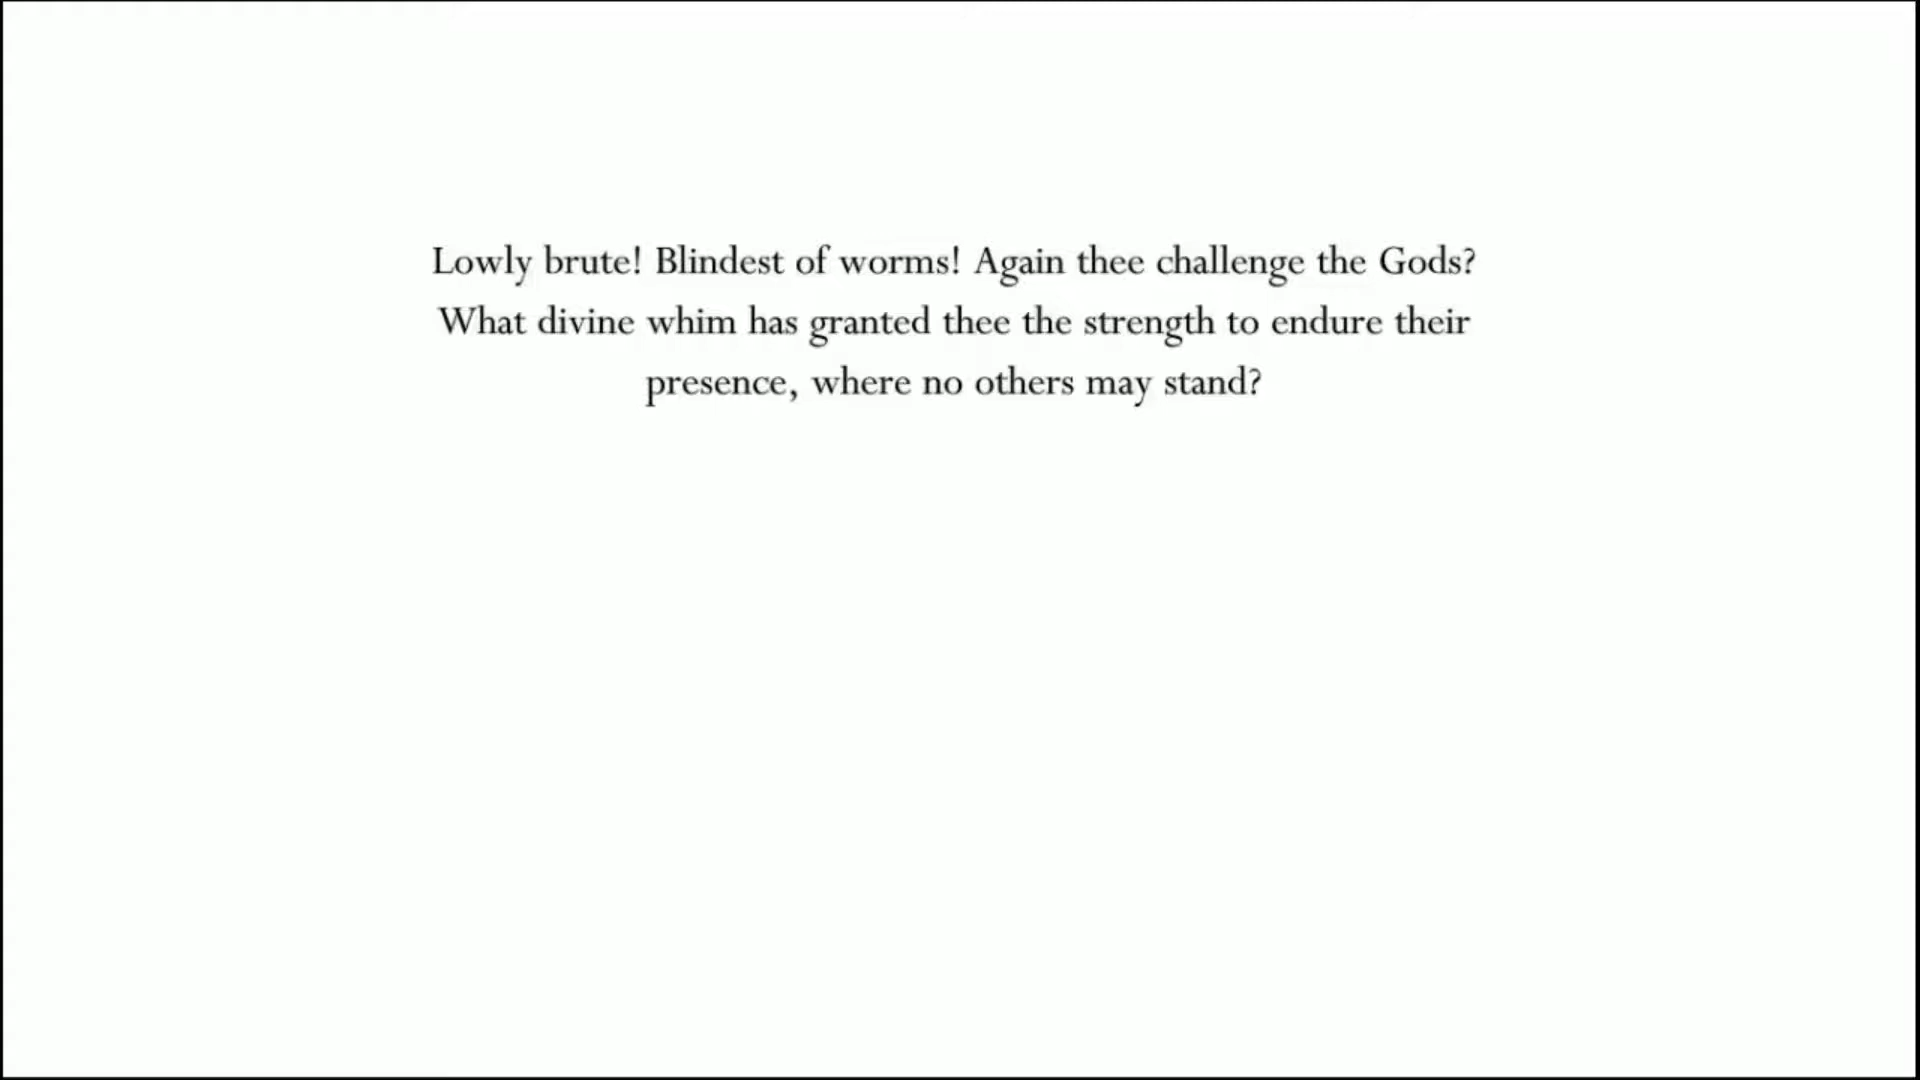 Lowly brute! Blindest of worms! Again thee challenge the Gods?
What divine whim has granted thee the strength to endure their
presence, where no others may stand?